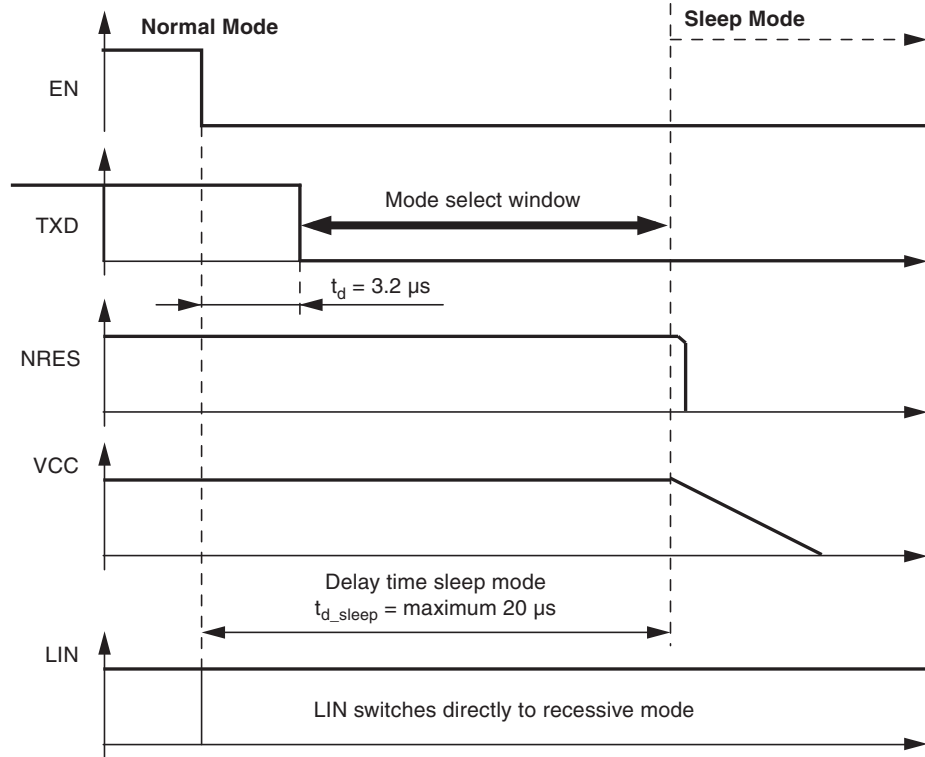 Normal Mode
Sleep Mode
EN
TXD
Mode select window
t_d = 3.2 µs
NRES
VCC
Delay time sleep mode
t_d_sleep = maximum 20 µs
LIN
LIN switches directly to recessive mode